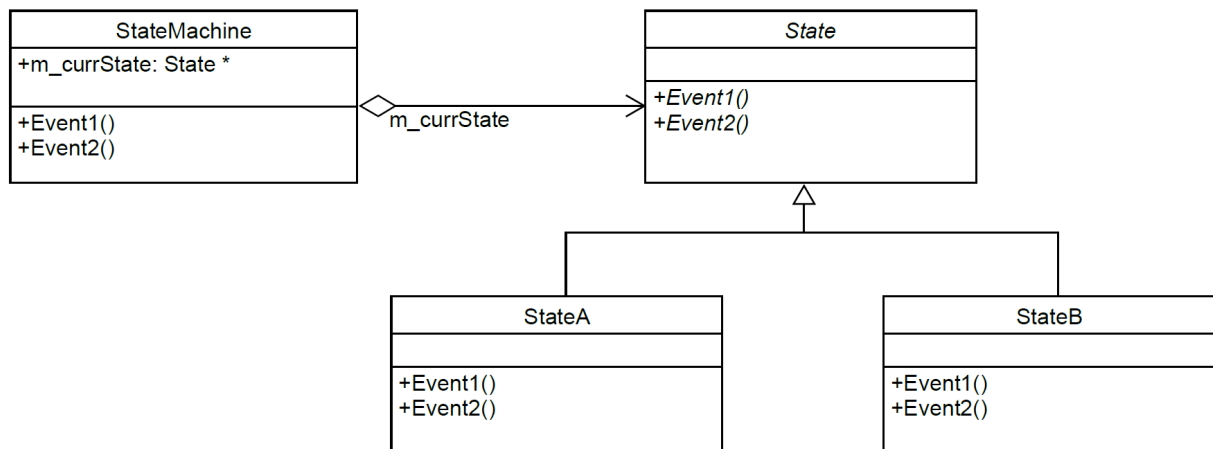 StateMachine
+m_currState: State *
+Event1()
+Event2()
m_currState
State
+Event1()
+Event2()
StateA
+Event1()
+Event2()
StateB
+Event1()
+Event2()